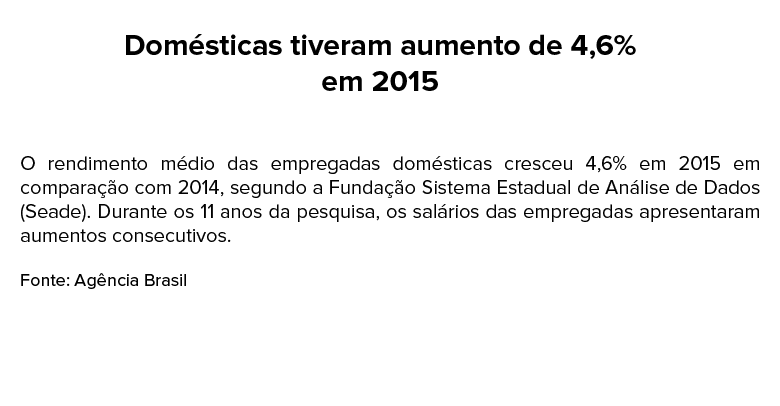 Domésticas tiveram aumento de 4,6%
em 2015
O rendimento médio das empregadas domésticas cresceu 4,6% em 2015 em
comparação com 2014, segundo a Fundação Sistema Estadual de Análise de Dados
(Seade). Durante os 11 anos da pesquisa, os salários das empregadas apresentaram
aumentos consecutivos.
Fonte: Agência Brasil